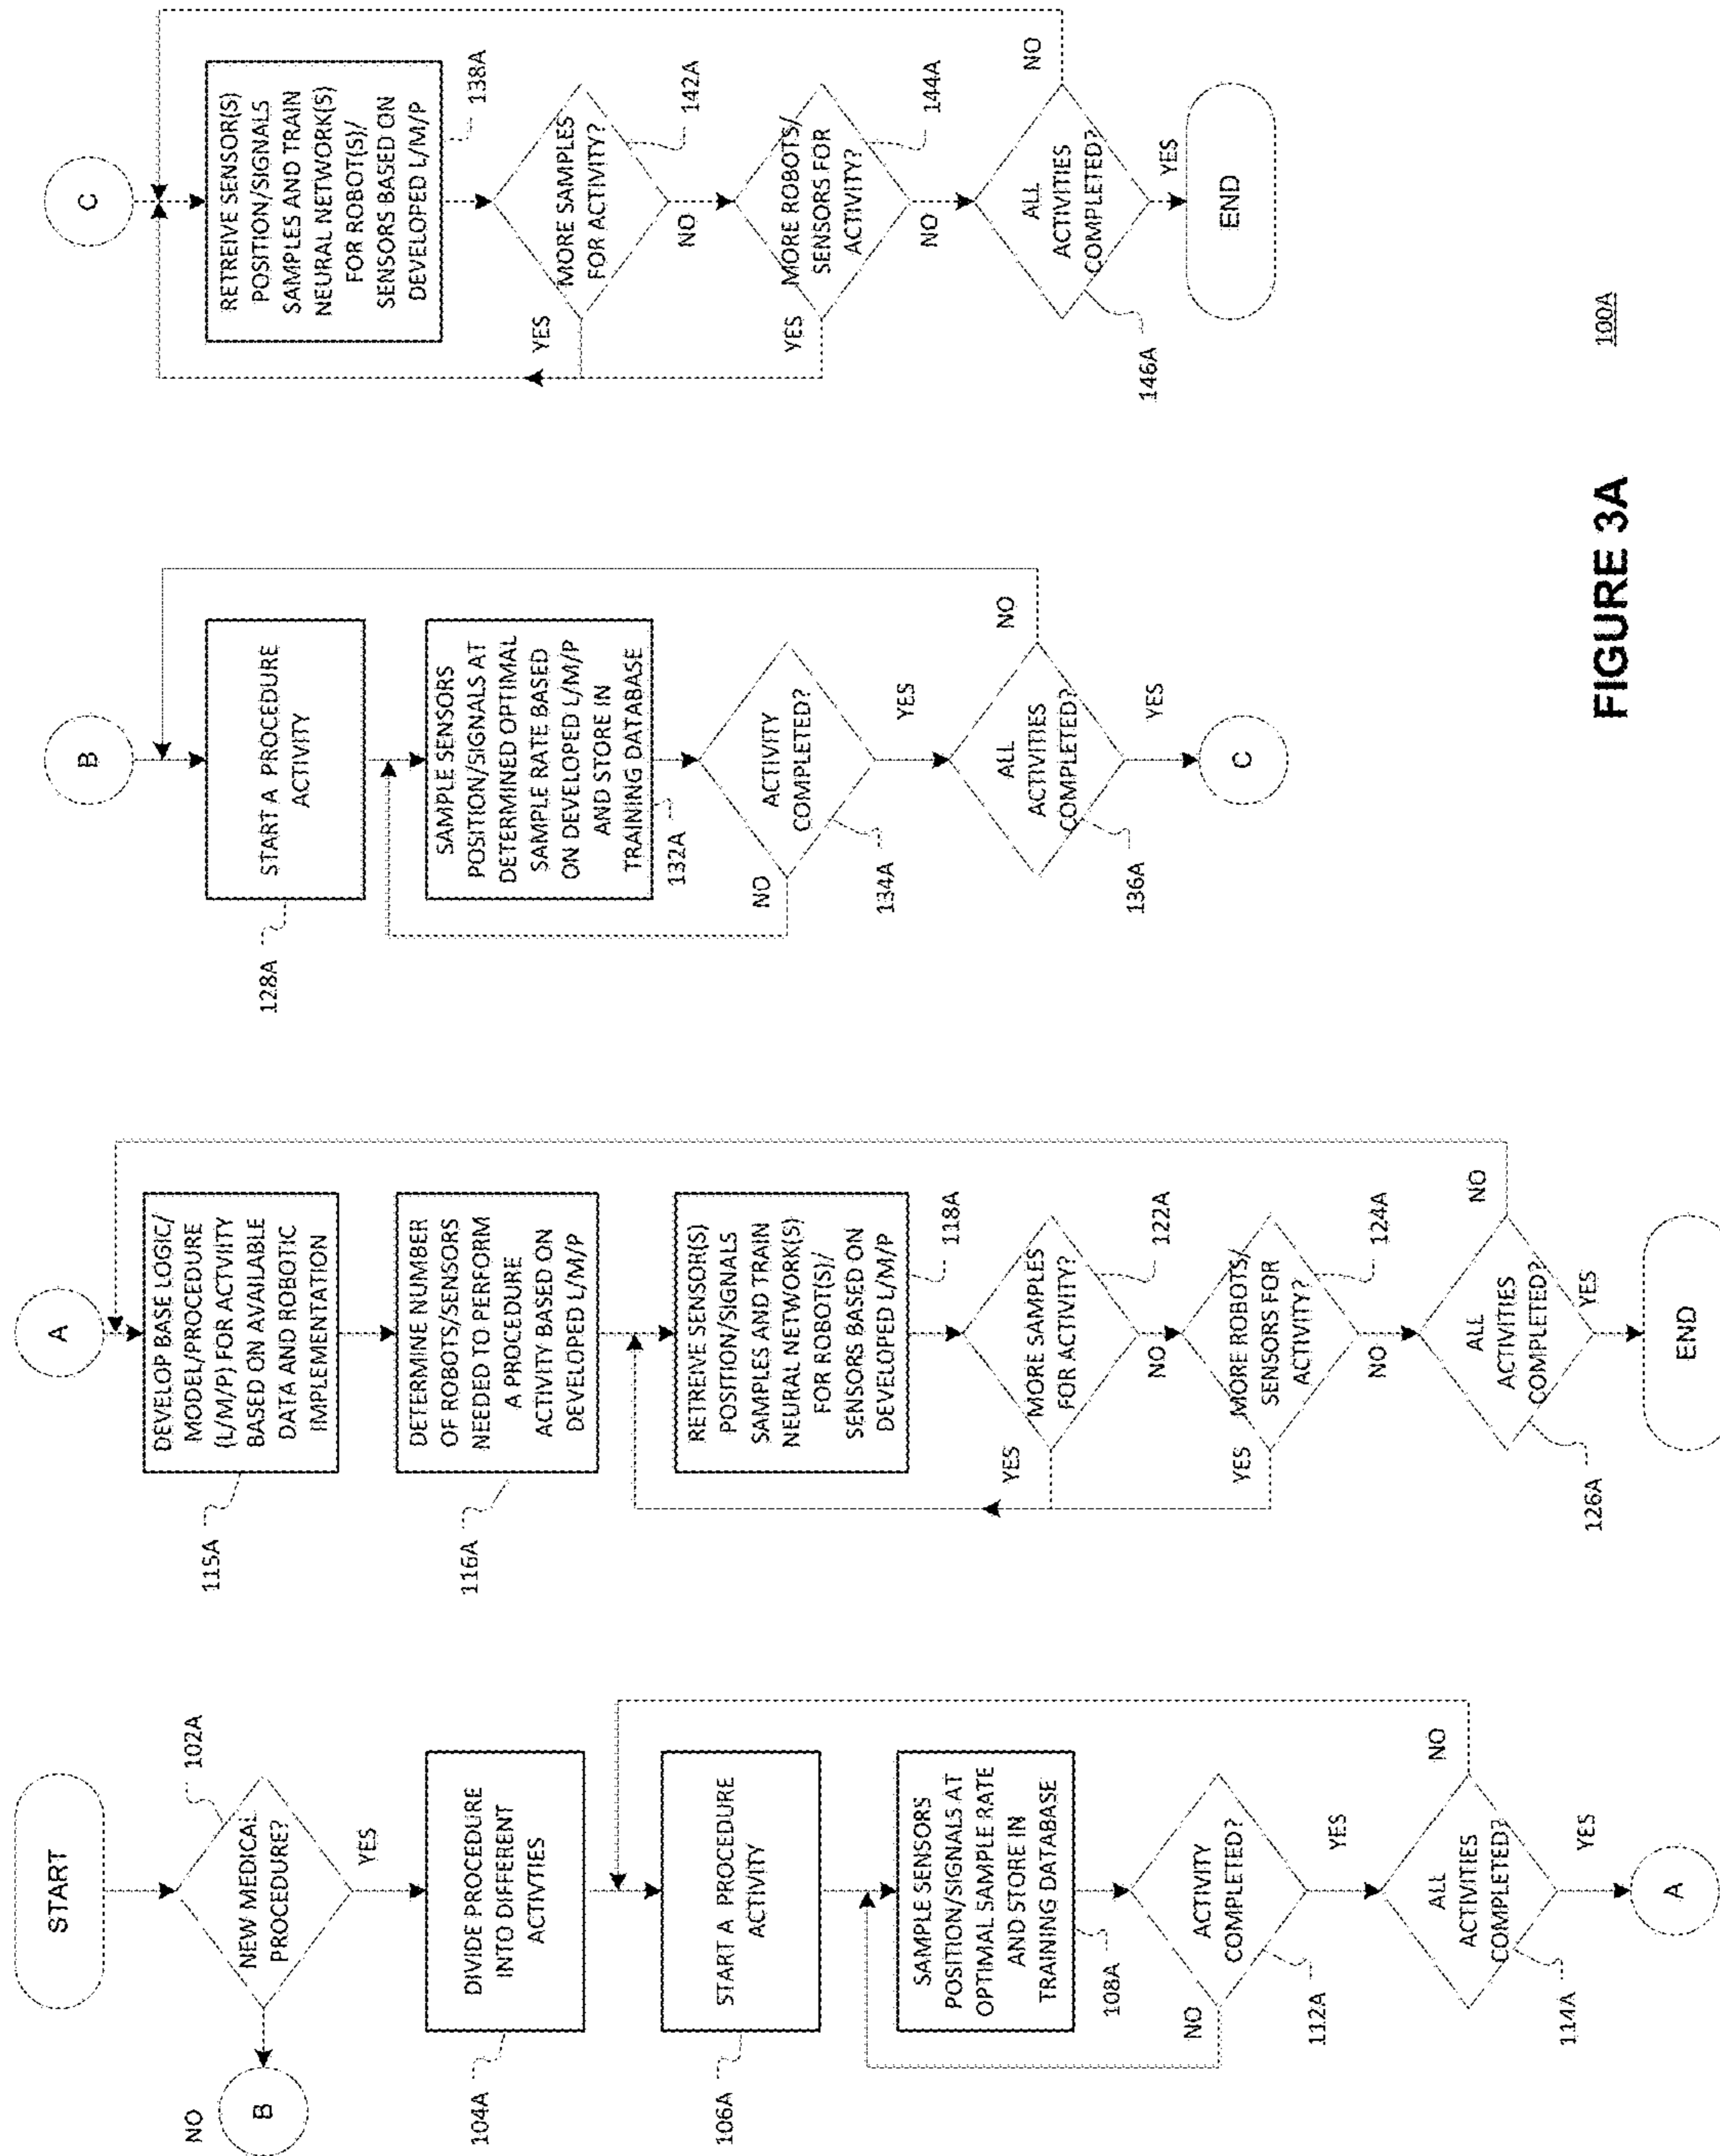 START
NEW MEDICAL
PROCEDURE?
102A
NO
B
YES
DIVIDE PROCEDURE
INTO DIFFERENT
ACTIVTIES
104A
START A PROCEDURE
ACTIVITY
106A
SAMPLE SENSORS
POSITION/SIGNALS AT
OPTIMAL SAMPLE RATE
AND STORE IN
TRAINING DATABASE
108A
NO
ACTIVITY
COMPLETED?
112A
YES
ALL
ACTIVITIES
COMPLETED?
NO
114A
YES
A
A
DEVELOP BASE LOGIC/
MODEL/PROCEDURE
(L/M/P) FOR ACTVIITY
BASED ON AVAILABLE
DATA AND ROBOTIC
IMPLEMENTATION
115A
DETERMINE NUMBER
OF ROBOTS/SENSORS
NEEDED TO PERFORM
A PROCEDURE
ACTIVITY BASED ON
DEVELOPED L/M/P
116A
RETREIVE SENSOR(S)
POSITION/SIGNALS
SAMPLES AND TRAIN
NEURAL NETWORK(S)
FOR ROBOT(S)/
SENSORS BASED ON
DEVELOPED L/M/P
118A
YES
MORE SAMPLES
FOR ACTIVITY?
122A
NO
YES
MORE ROBOTS/
SENSORS FOR
ACTIVITY?
124A
NO
ALL
ACTIVITIES
COMPLETED?
NO
126A
YES
END
B
START A PROCEDURE
ACTIVITY
128A
SAMPLE SENSORS
POSITION/SIGNALS AT
DETERMINED OPTIMAL
SAMPLE RATE BASED
ON DEVELOPED L/M/P
AND STORE IN
TRAINING DATABASE
132A
NO
ACTIVITY
COMPLETED?
134A
YES
ALL
ACTIVITIES
COMPLETED?
NO
136A
YES
C
C
RETREIVE SENSOR(S)
POSITION/SIGNALS
SAMPLES AND TRAIN
NEURAL NETWORK(S)
FOR ROBOT(S)/
SENSORS BASED ON
DEVELOPED L/M/P
138A
YES
MORE SAMPLES
FOR ACTIVITY?
142A
NO
YES
MORE ROBOTS/
SENSORS FOR
ACTIVITY?
144A
NO
ALL
ACTIVITIES
COMPLETED?
NO
146A
YES
END
FIGURE 3A
100A